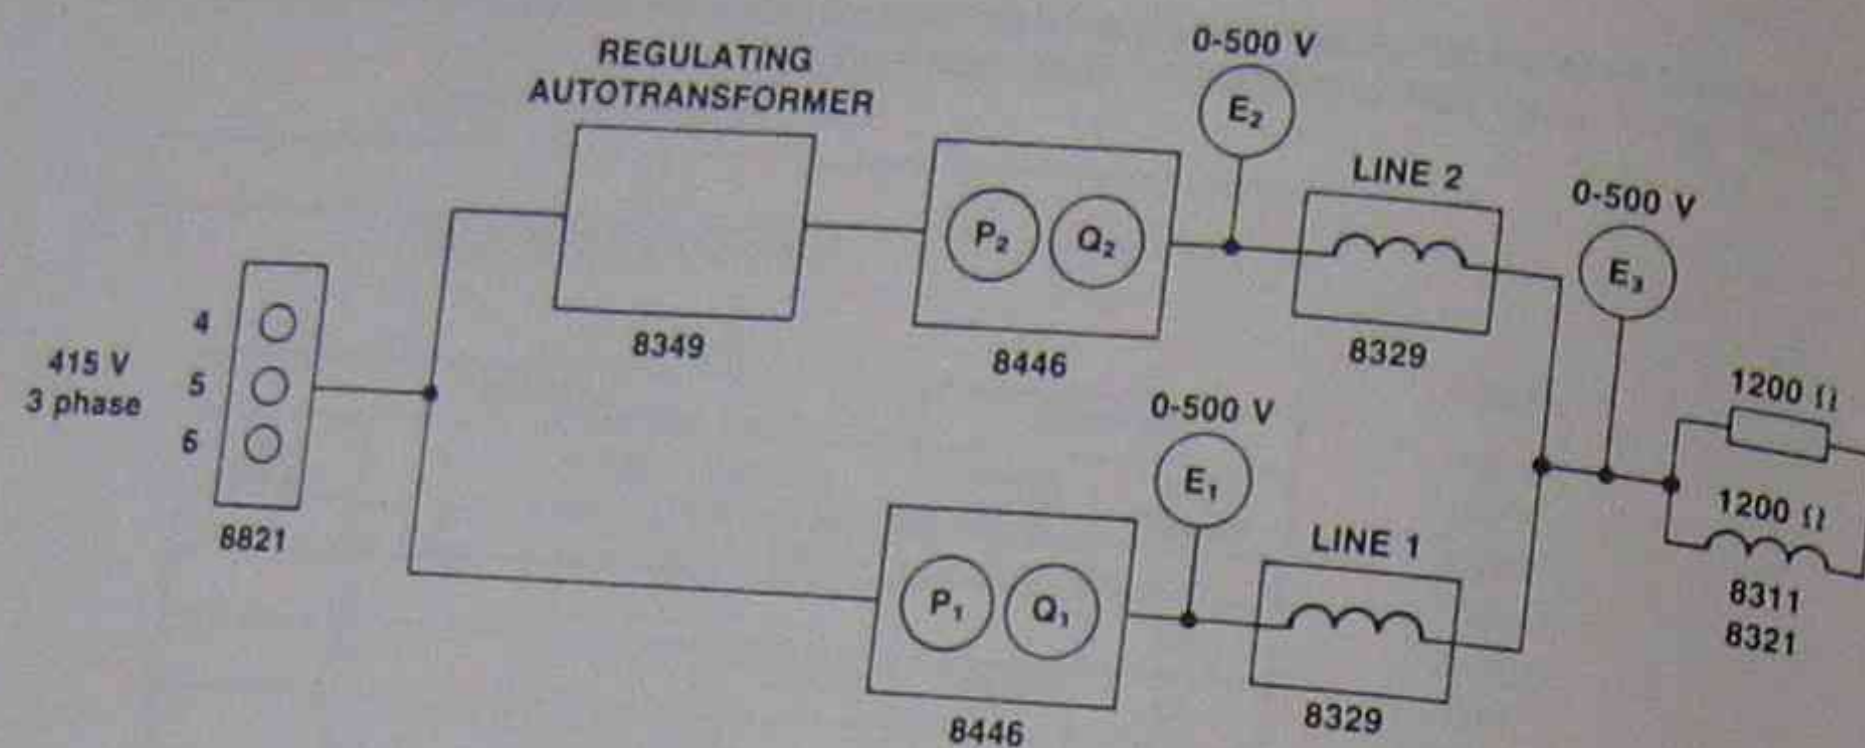 REGULATING
AUTOTRANSFORMER
8349
415 V
3 phase
4
5
6
8821
P₂
Q₂
8446
0-500 V
E₂
LINE 2
8329
0-500 V
E₃
P₁
Q₁
8446
0-500 V
E₁
LINE 1
8329
1200 Ω
1200 Ω
8311
8321